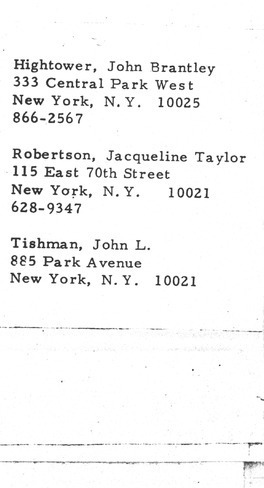 Hightower, John Brantley
333 Central Park West
New York, N.Y. 10025
866-2567
Robertson, Jacqueline Taylor
115 East 70th Street
New York, N.Y. 10021
628-9347
Tishman, John L.
885 Park Avenue
New York, N.Y. 10021